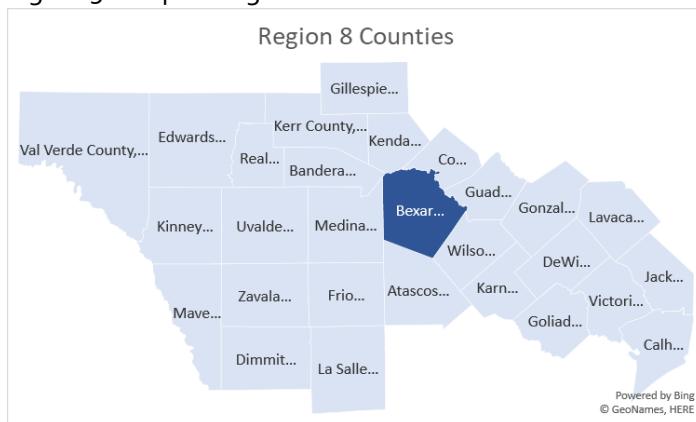 Region 8 Counties
Gillespie...
Kerr County,...
Kenda...
Edwards...
Val Verde County,...
Real...
Bandera...
Co...
Guad...
Bexar...
Gonzal...
Lavaca...
Kinney...
Uvalde...
Medina...
Wilso...
DeWi...
Jack...
Zavala...
Frio...
Atascos...
Karn...
Victori...
Mave...
Goliad...
Calh...
Dimmit...
La Salle...
Powered by Bing
© GeoNames, HERE